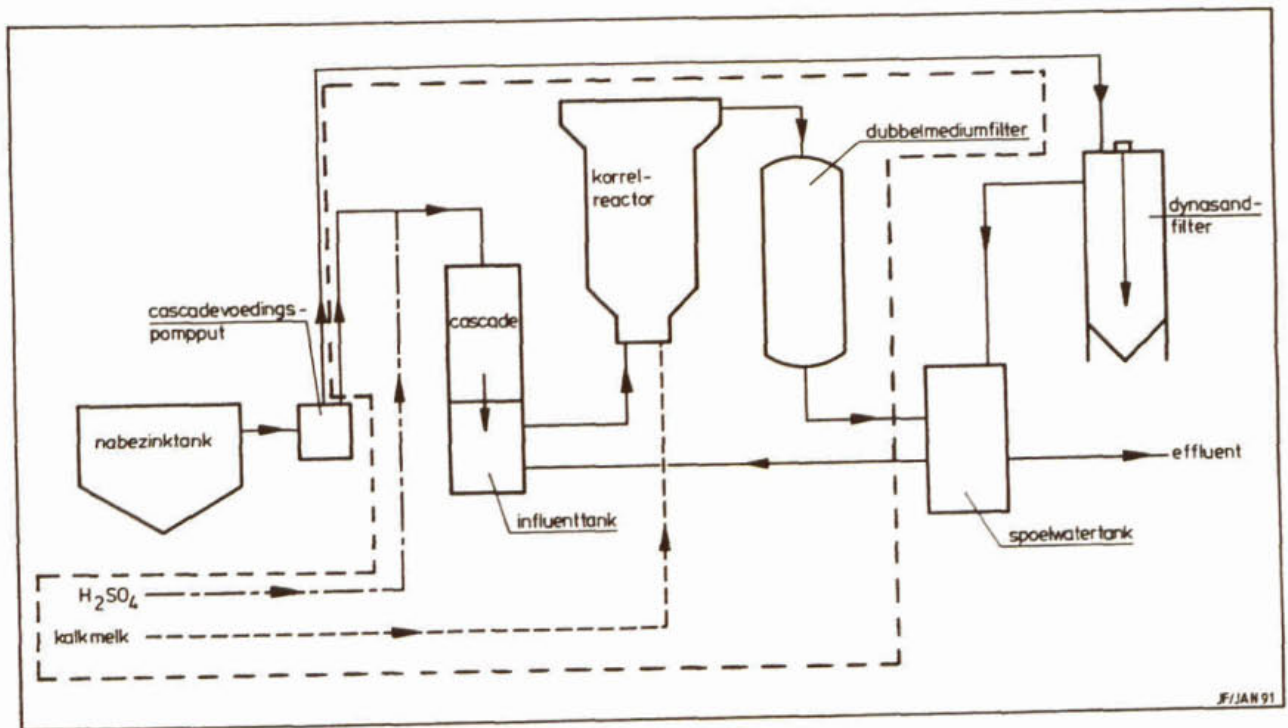 dubbelmediumfilter
korrel-
reactor
dynasand-
filter
cascadevoedings-
pompput
cascade
nabezinktank
effluent
influenttank
spoelwatertank
H₂SO₄
kalkmelk
JF/JAN 91